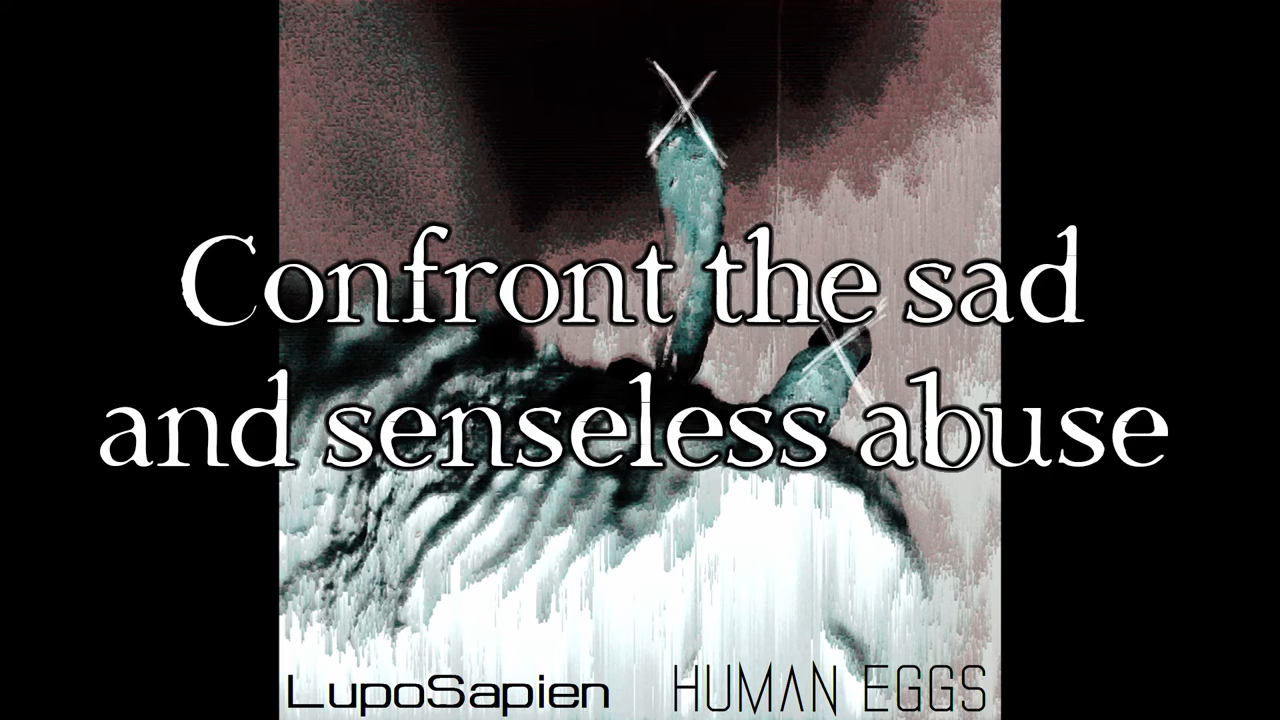 Confront the sad
and senseless abuse
LupoSapien HUMAN EGGS